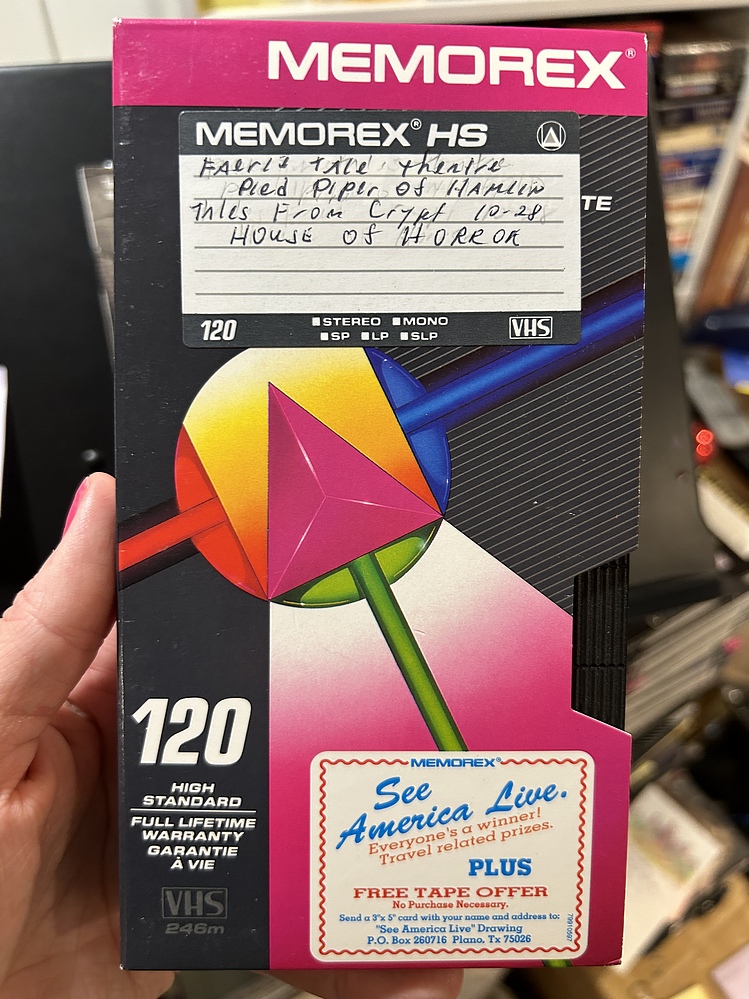 MEMOREX®
MEMOREX® HS
FAerie tAle theatre
Pied Piper of HAMLIN
Tales From Crypt 10-28
HOUSE OF HORROR
TE
120
STEREO MONO
SP LP SLP
VHS
120
HIGH
STANDARD
FULL LIFETIME
WARRANTY
GARANTIE
À VIE
VHS
246m
MEMOREX®
See
America Live.
Everyone's a winner!
Travel related prizes.
PLUS
FREE TAPE OFFER
No Purchase Necessary.
Send a 3"x 5" card with your name and address to:
"See America Live" Drawing
P.O. Box 260716 Plano, Tx 75026